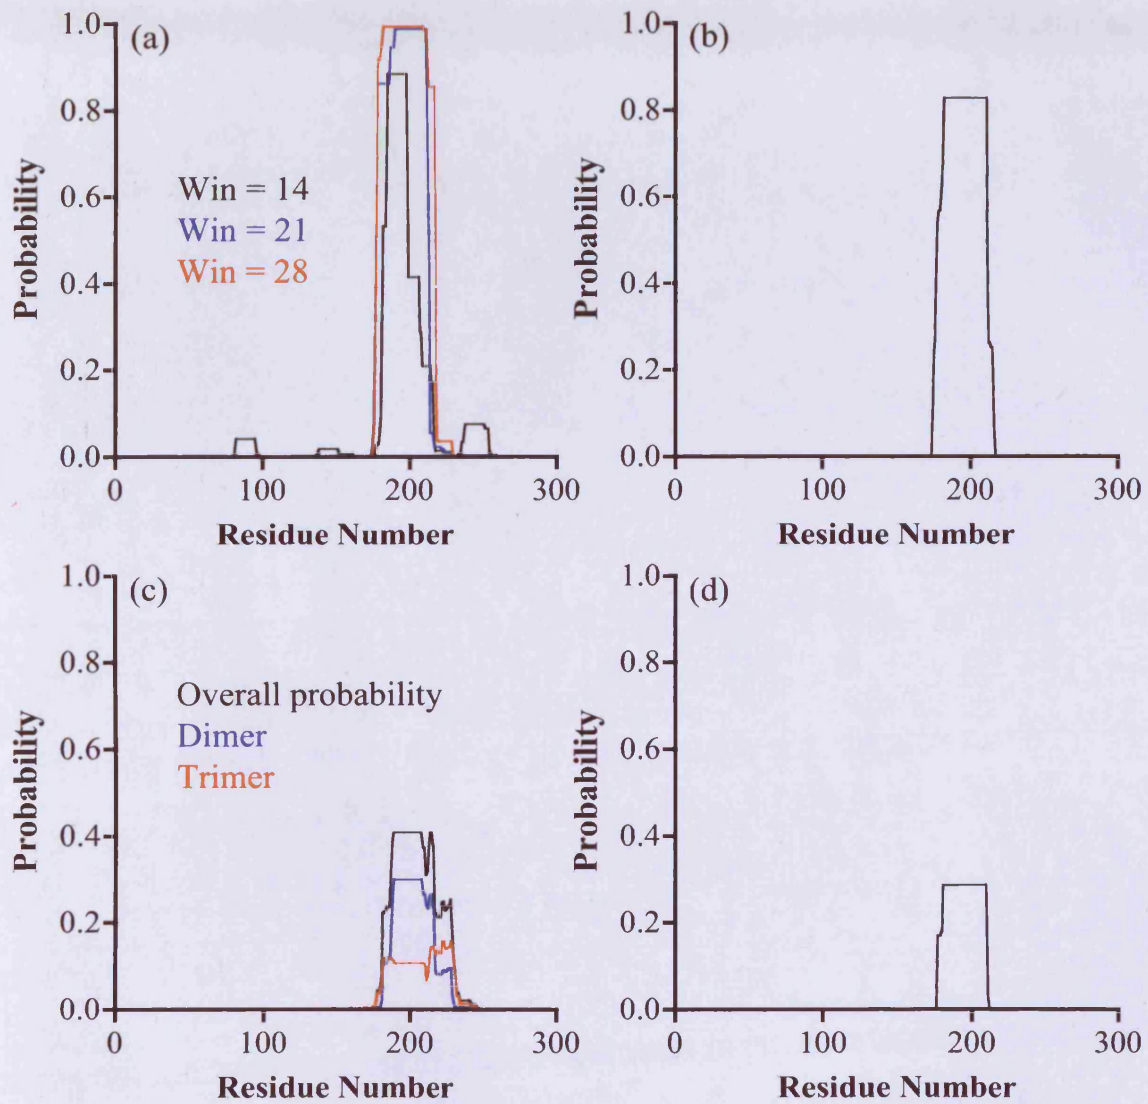 (a)
1.0
0.8
0.6
0.4
0.2
0.0
Probability
Win = 14
Win = 21
Win = 28
0 100 200 300
Residue Number
(b)
1.0
0.8
0.6
0.4
0.2
0.0
Probability
0 100 200 300
Residue Number
(c)
1.0
0.8
0.6
0.4
0.2
0.0
Probability
Overall probability
Dimer
Trimer
0 100 200 300
Residue Number
(d)
1.0
0.8
0.6
0.4
0.2
0.0
Probability
0 100 200 300
Residue Number